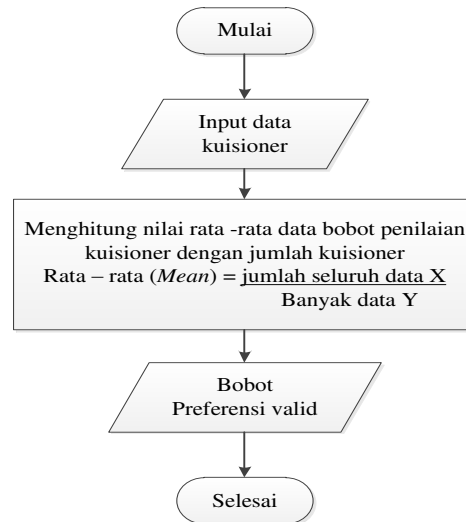 Mulai
Input data
kuisioner
Menghitung nilai rata -rata data bobot penilaian
kuisioner dengan jumlah kuisioner
Rata – rata (Mean) = jumlah seluruh data X
Banyak data Y
Bobot
Preferensi valid
Selesai